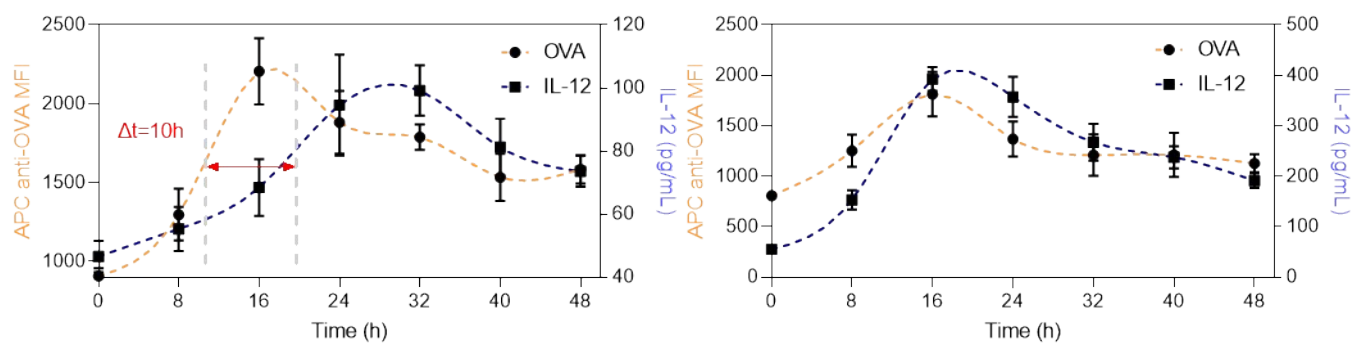 2500
2000
1500
1000
APC anti-OVA MFI
120
100
80
60
40
IL-12 (pg/mL)
OVA
IL-12
Δt=10h
0 8 16 24 32 40 48
Time (h)
2500
2000
1500
1000
500
0
APC anti-OVA MFI
500
400
300
200
100
0
IL-12 (pg/mL)
OVA
IL-12
0 8 16 24 32 40 48
Time (h)